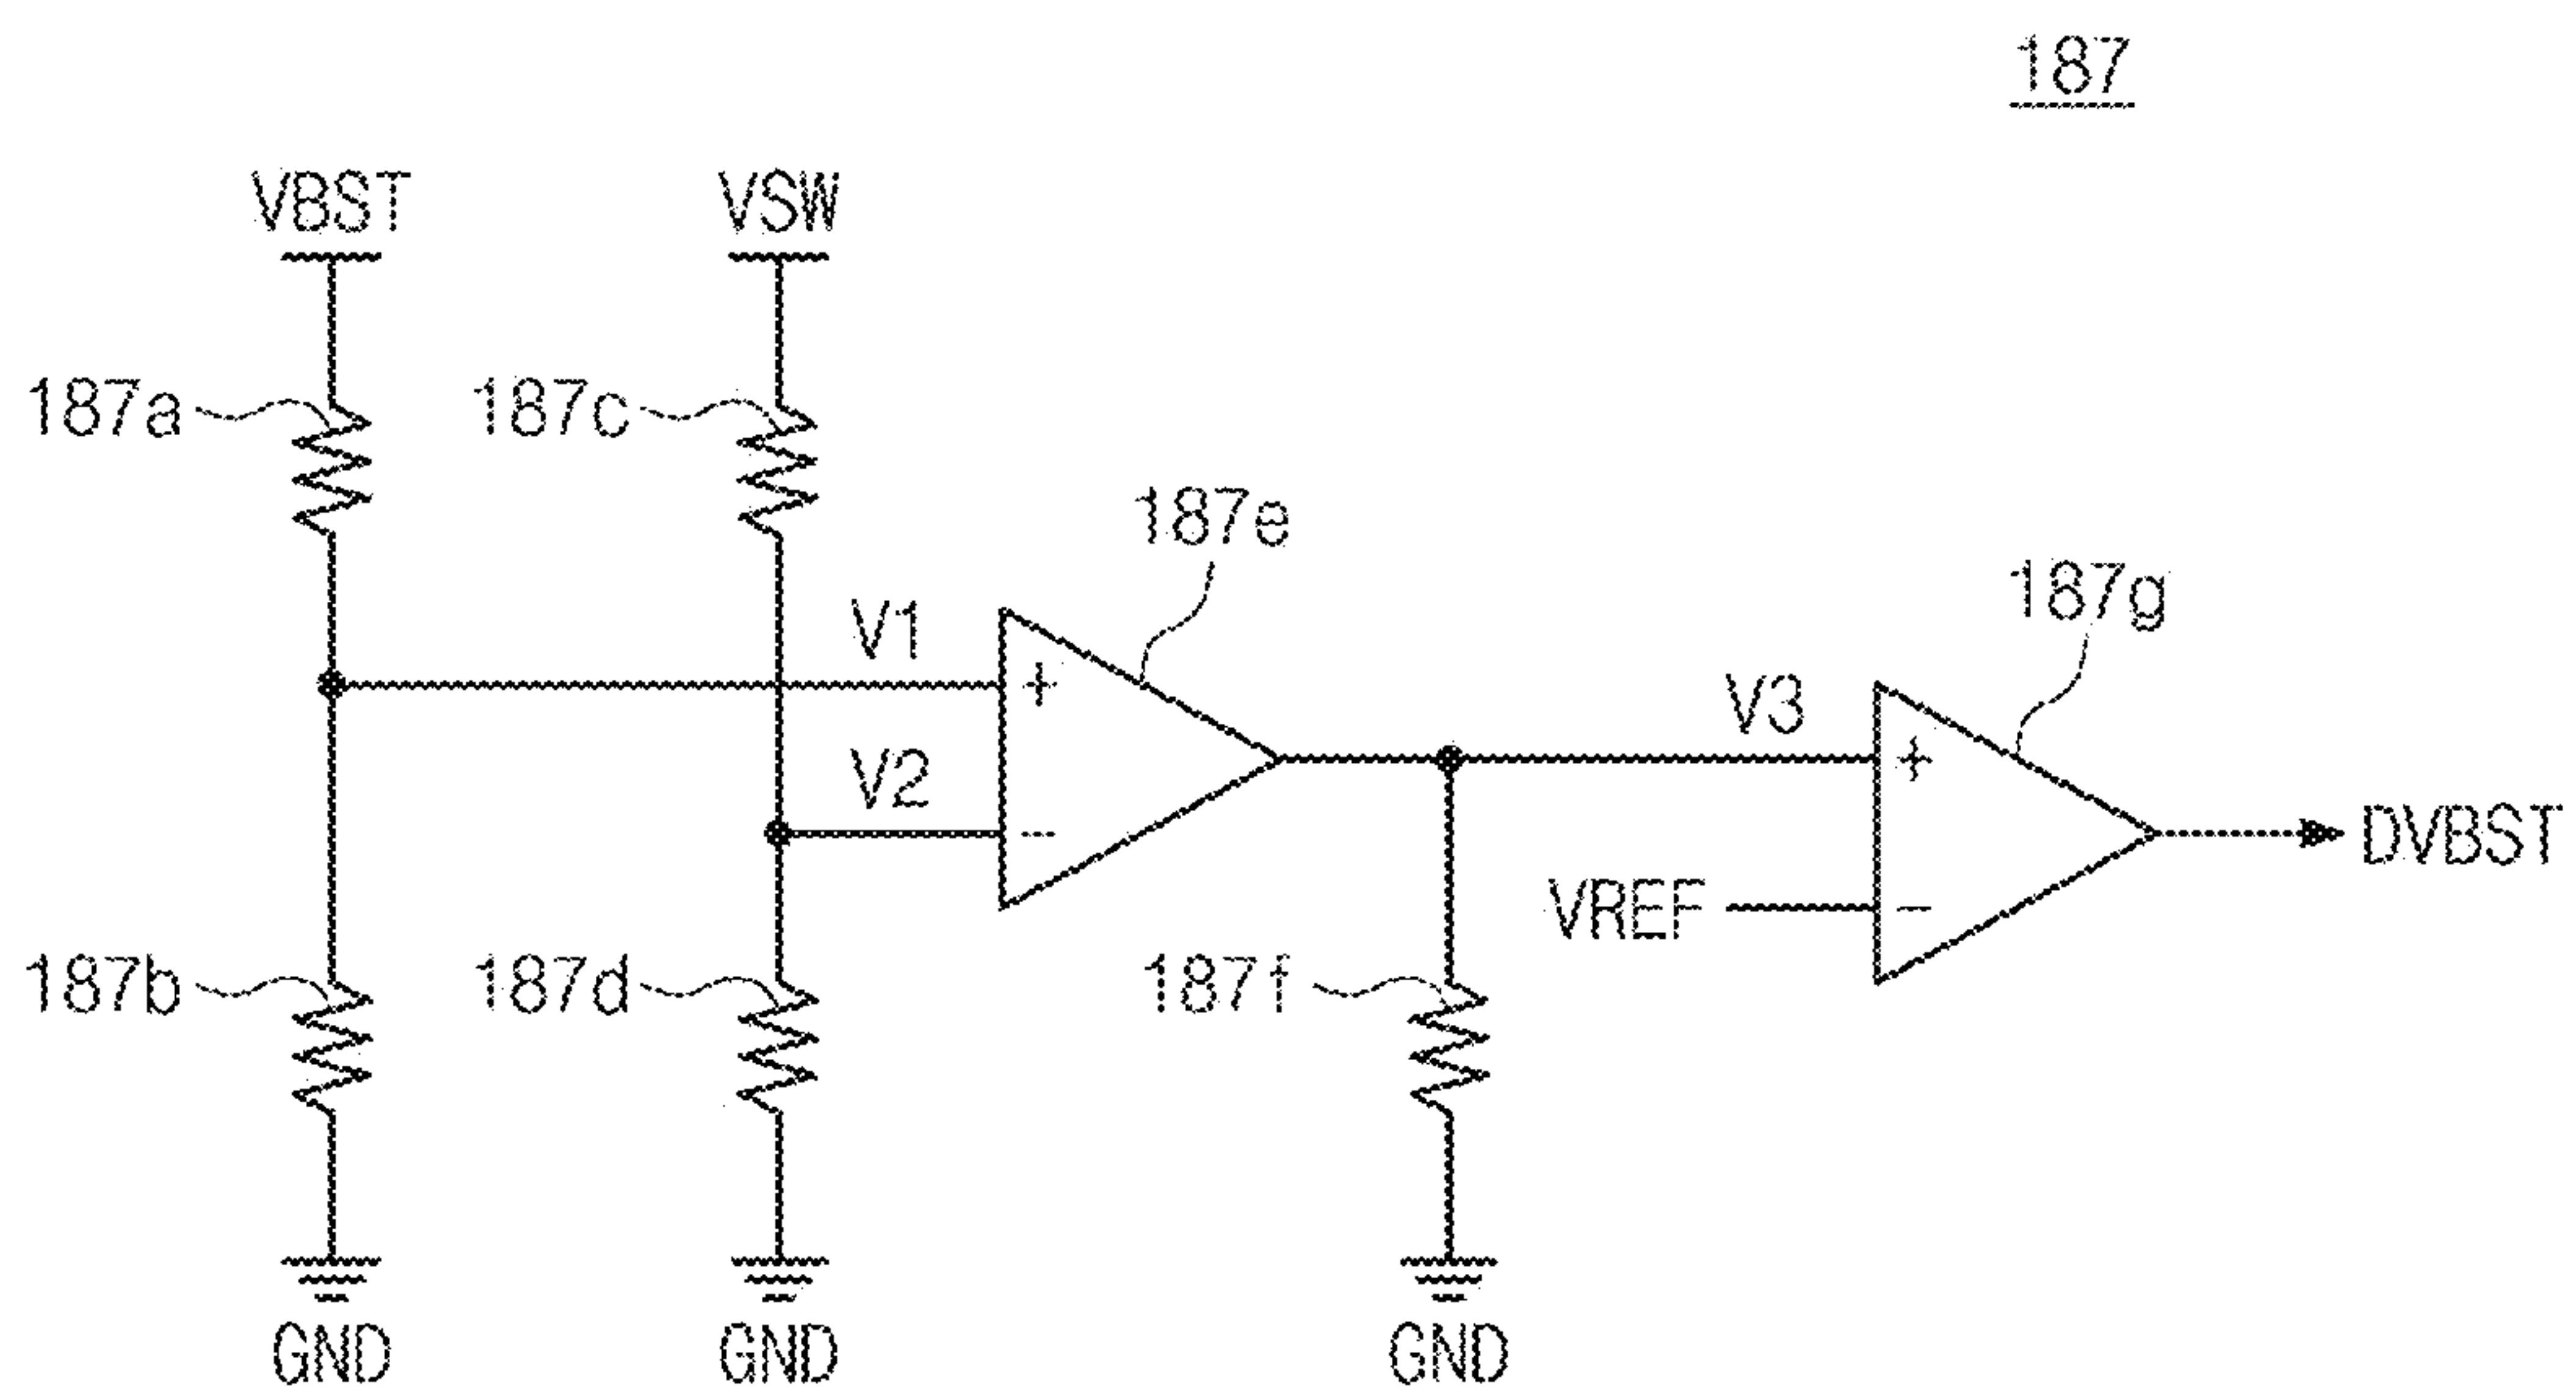 187
VBST
VSW
187a
187c
187e
187g
V1
+
V3
+
V2
-
DVBST
VREF
-
187b
187d
187f
GND
GND
GND